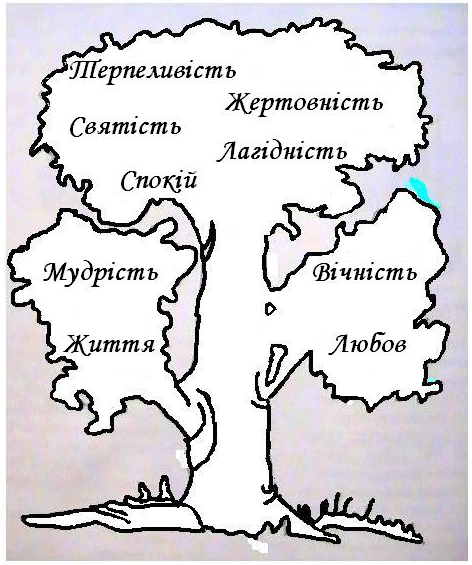 Терпеливість
Жертовність
Святість
Лагідність
Спокій
Мудрість
Вічність
Життя
Любов